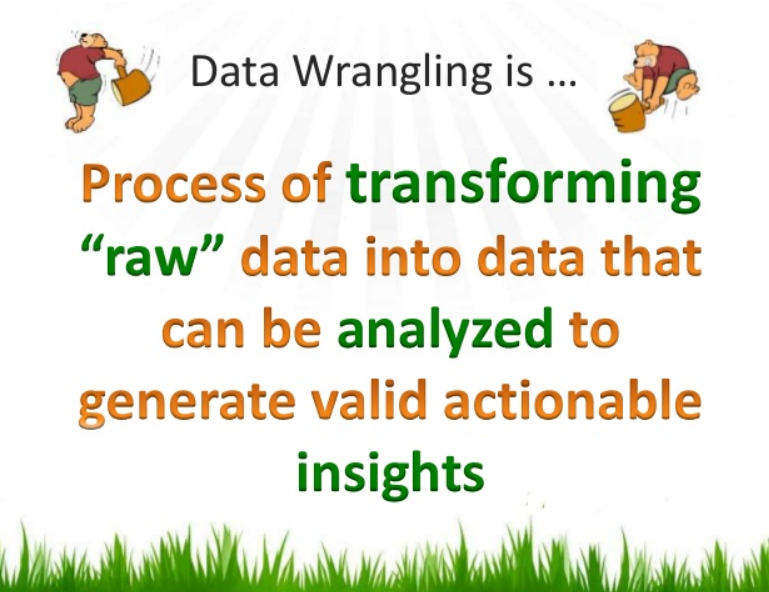 Data Wrangling is ...
Process of transforming
“raw” data into data that
can be analyzed to
generate valid actionable
insights